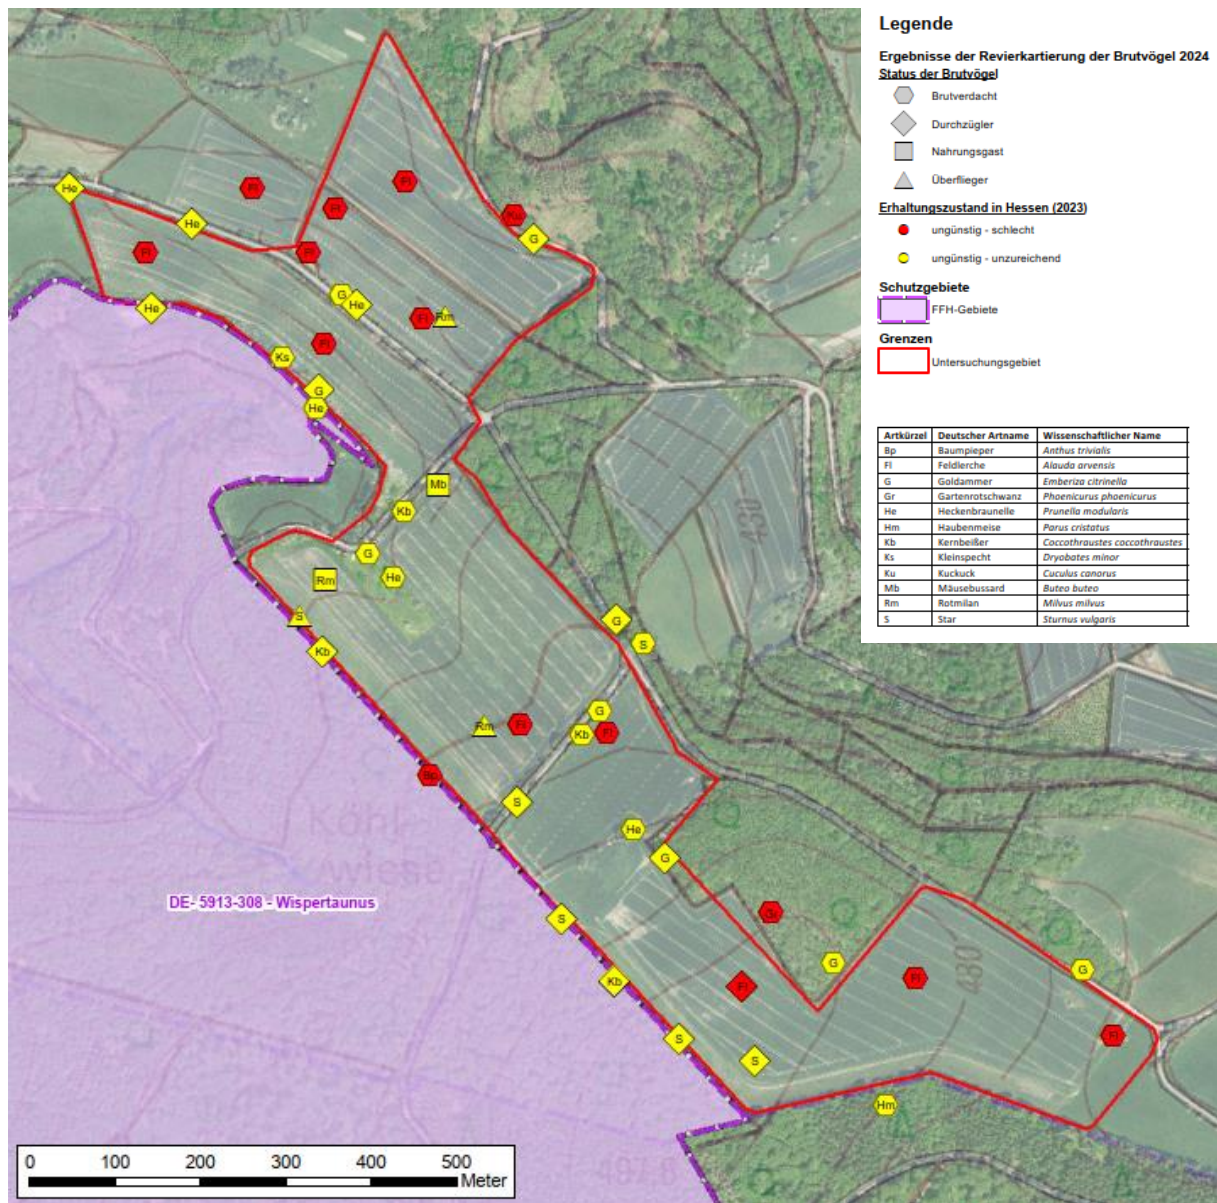 Legende
Ergebnisse der Revierkartierung der Brutvögel 2024
Status der Brutvögel
Brutverdacht
Durchzügler
Nahrungsgast
Überflieger
Erhaltungszustand in Hessen (2023)
ungünstig - schlecht
ungünstig - unzureichend
Schutzgebiete
FFH-Gebiete
Grenzen
Untersuchungsgebiet
Artkürzel Deutscher Artname Wissenschaftlicher Name
Bp Baumpieper Anthus trivialis
Fl Feldlerche Alauda arvensis
G Goldammer Emberiza citrinella
Gr Gartenrotschwanz Phoenicurus phoenicurus
He Heckenbraunelle Prunella modularis
Hm Haubenmeise Parus cristatus
Kb Kernbeißer Coccothraustes coccothraustes
Ks Kleinspecht Dryobates minor
Ku Kuckuck Cuculus canorus
Mb Mäusebussard Buteo buteo
Rm Rotmilan Milvus milvus
S Star Sturnus vulgaris
Fl
Fl
He
Fl
Ku
He
G
Fl
Fl
G
He
He
Fl
Rm
Fl
Ks
G
He
Mb
Kb
G
He
Rm
S
G
S
Kb
G
Rm
Fl
Kb
Fl
Bp
S
Köhl-
wiese
He
G
DE- 5913-308 - Wispertaunus
Gr
S
G
G
Kb
Fl
Fl
480
S
Fl
S
Hm
0 100 200 300 400 500
Meter